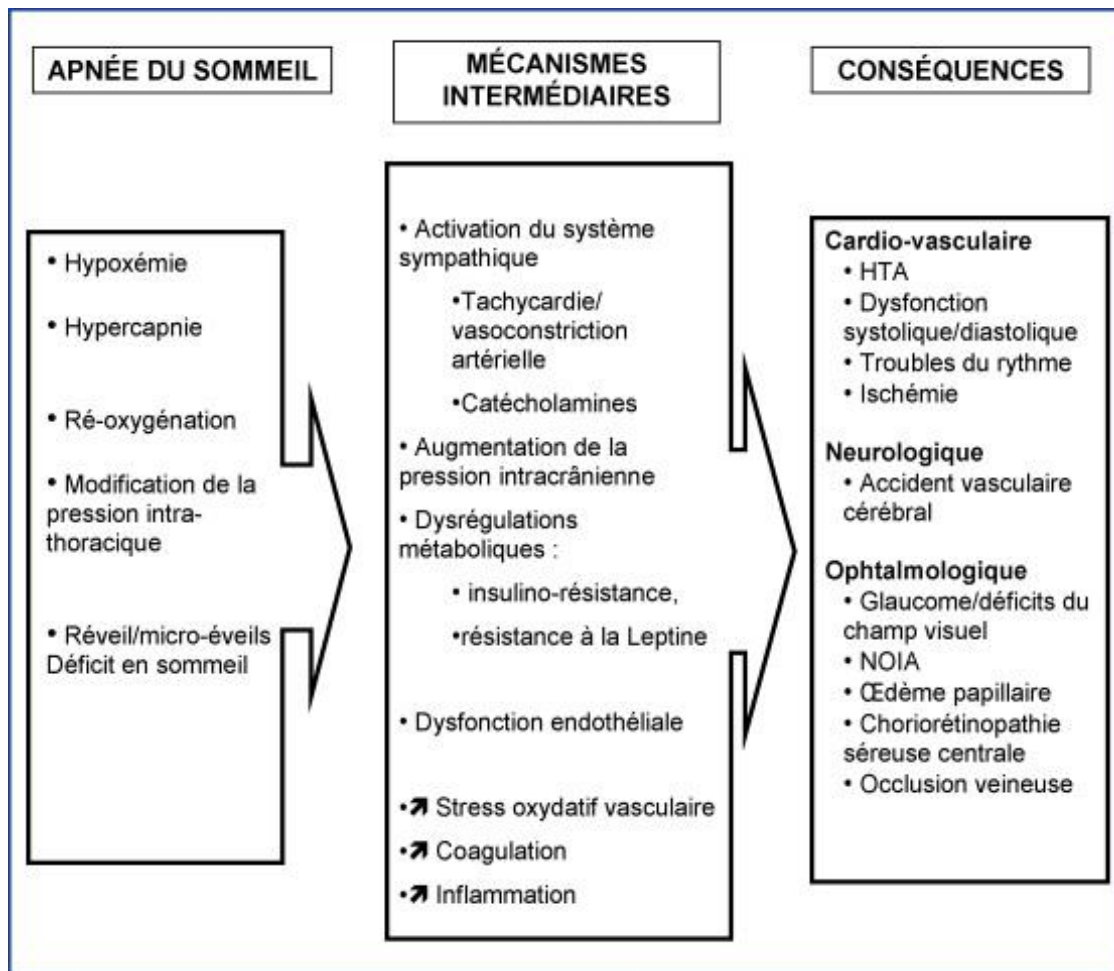 APNÉE DU SOMMEIL
• Hypoxémie
• Hypercapnie
• Ré-oxygénation
• Modification de la
pression intra-
thoracique
• Réveil/micro-éveils
Déficit en sommeil
MÉCANISMES
INTERMÉDIAIRES
• Activation du système
sympathique
•Tachycardie/
vasoconstriction
artérielle
•Catécholamines
• Augmentation de la
pression intracrânienne
• Dysrégulations
métaboliques :
• insulino-résistance,
•résistance à la Leptine
• Dysfonction endothéliale
•↗ Stress oxydatif vasculaire
•↗ Coagulation
•↗ Inflammation
CONSÉQUENCES
Cardio-vasculaire
• HTA
• Dysfonction
systolique/diastolique
• Troubles du rythme
• Ischémie
Neurologique
• Accident vasculaire
cérébral
Ophtalmologique
• Glaucome/déficits du
champ visuel
• NOIA
• Œdème papillaire
• Choriorétinopathie
séreuse centrale
• Occlusion veineuse